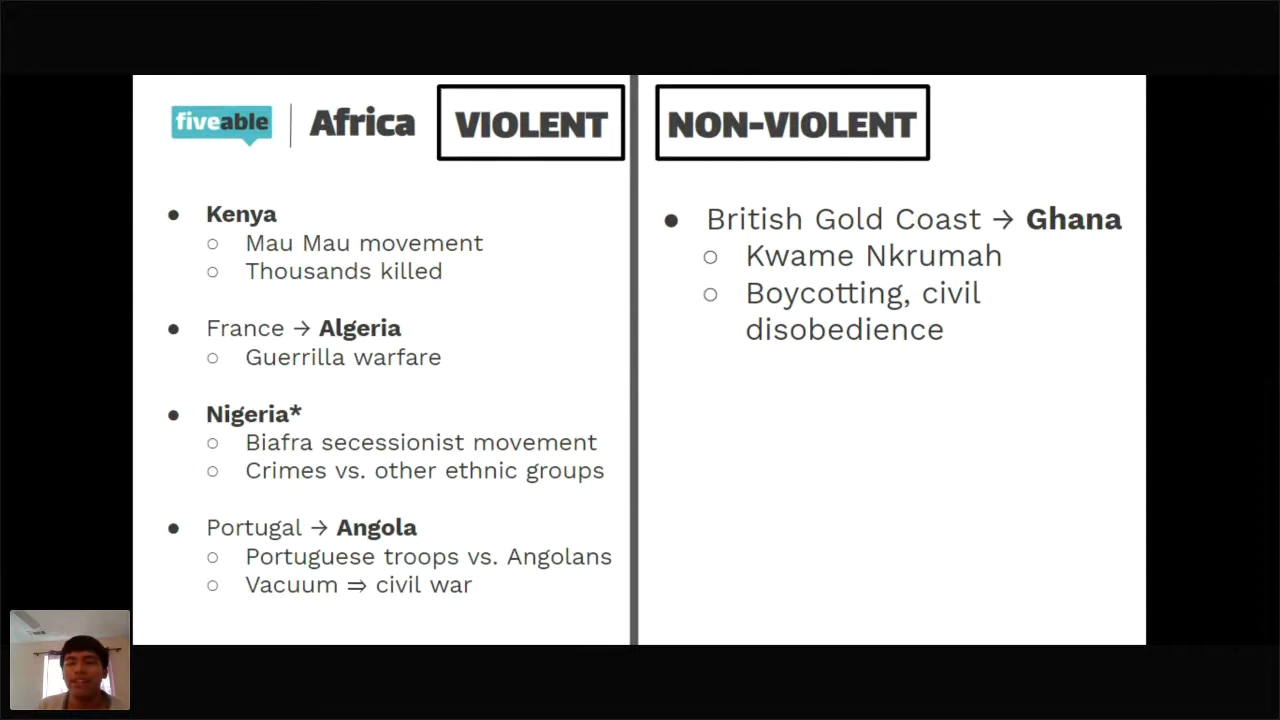 fiveable | Africa VIOLENT
● Kenya
○ Mau Mau movement
○ Thousands killed
● France → Algeria
○ Guerrilla warfare
● Nigeria*
○ Biafra secessionist movement
○ Crimes vs. other ethnic groups
● Portugal → Angola
○ Portuguese troops vs. Angolans
○ Vacuum ⇒ civil war
NON-VIOLENT
● British Gold Coast → Ghana
○ Kwame Nkrumah
○ Boycotting, civil
disobedience